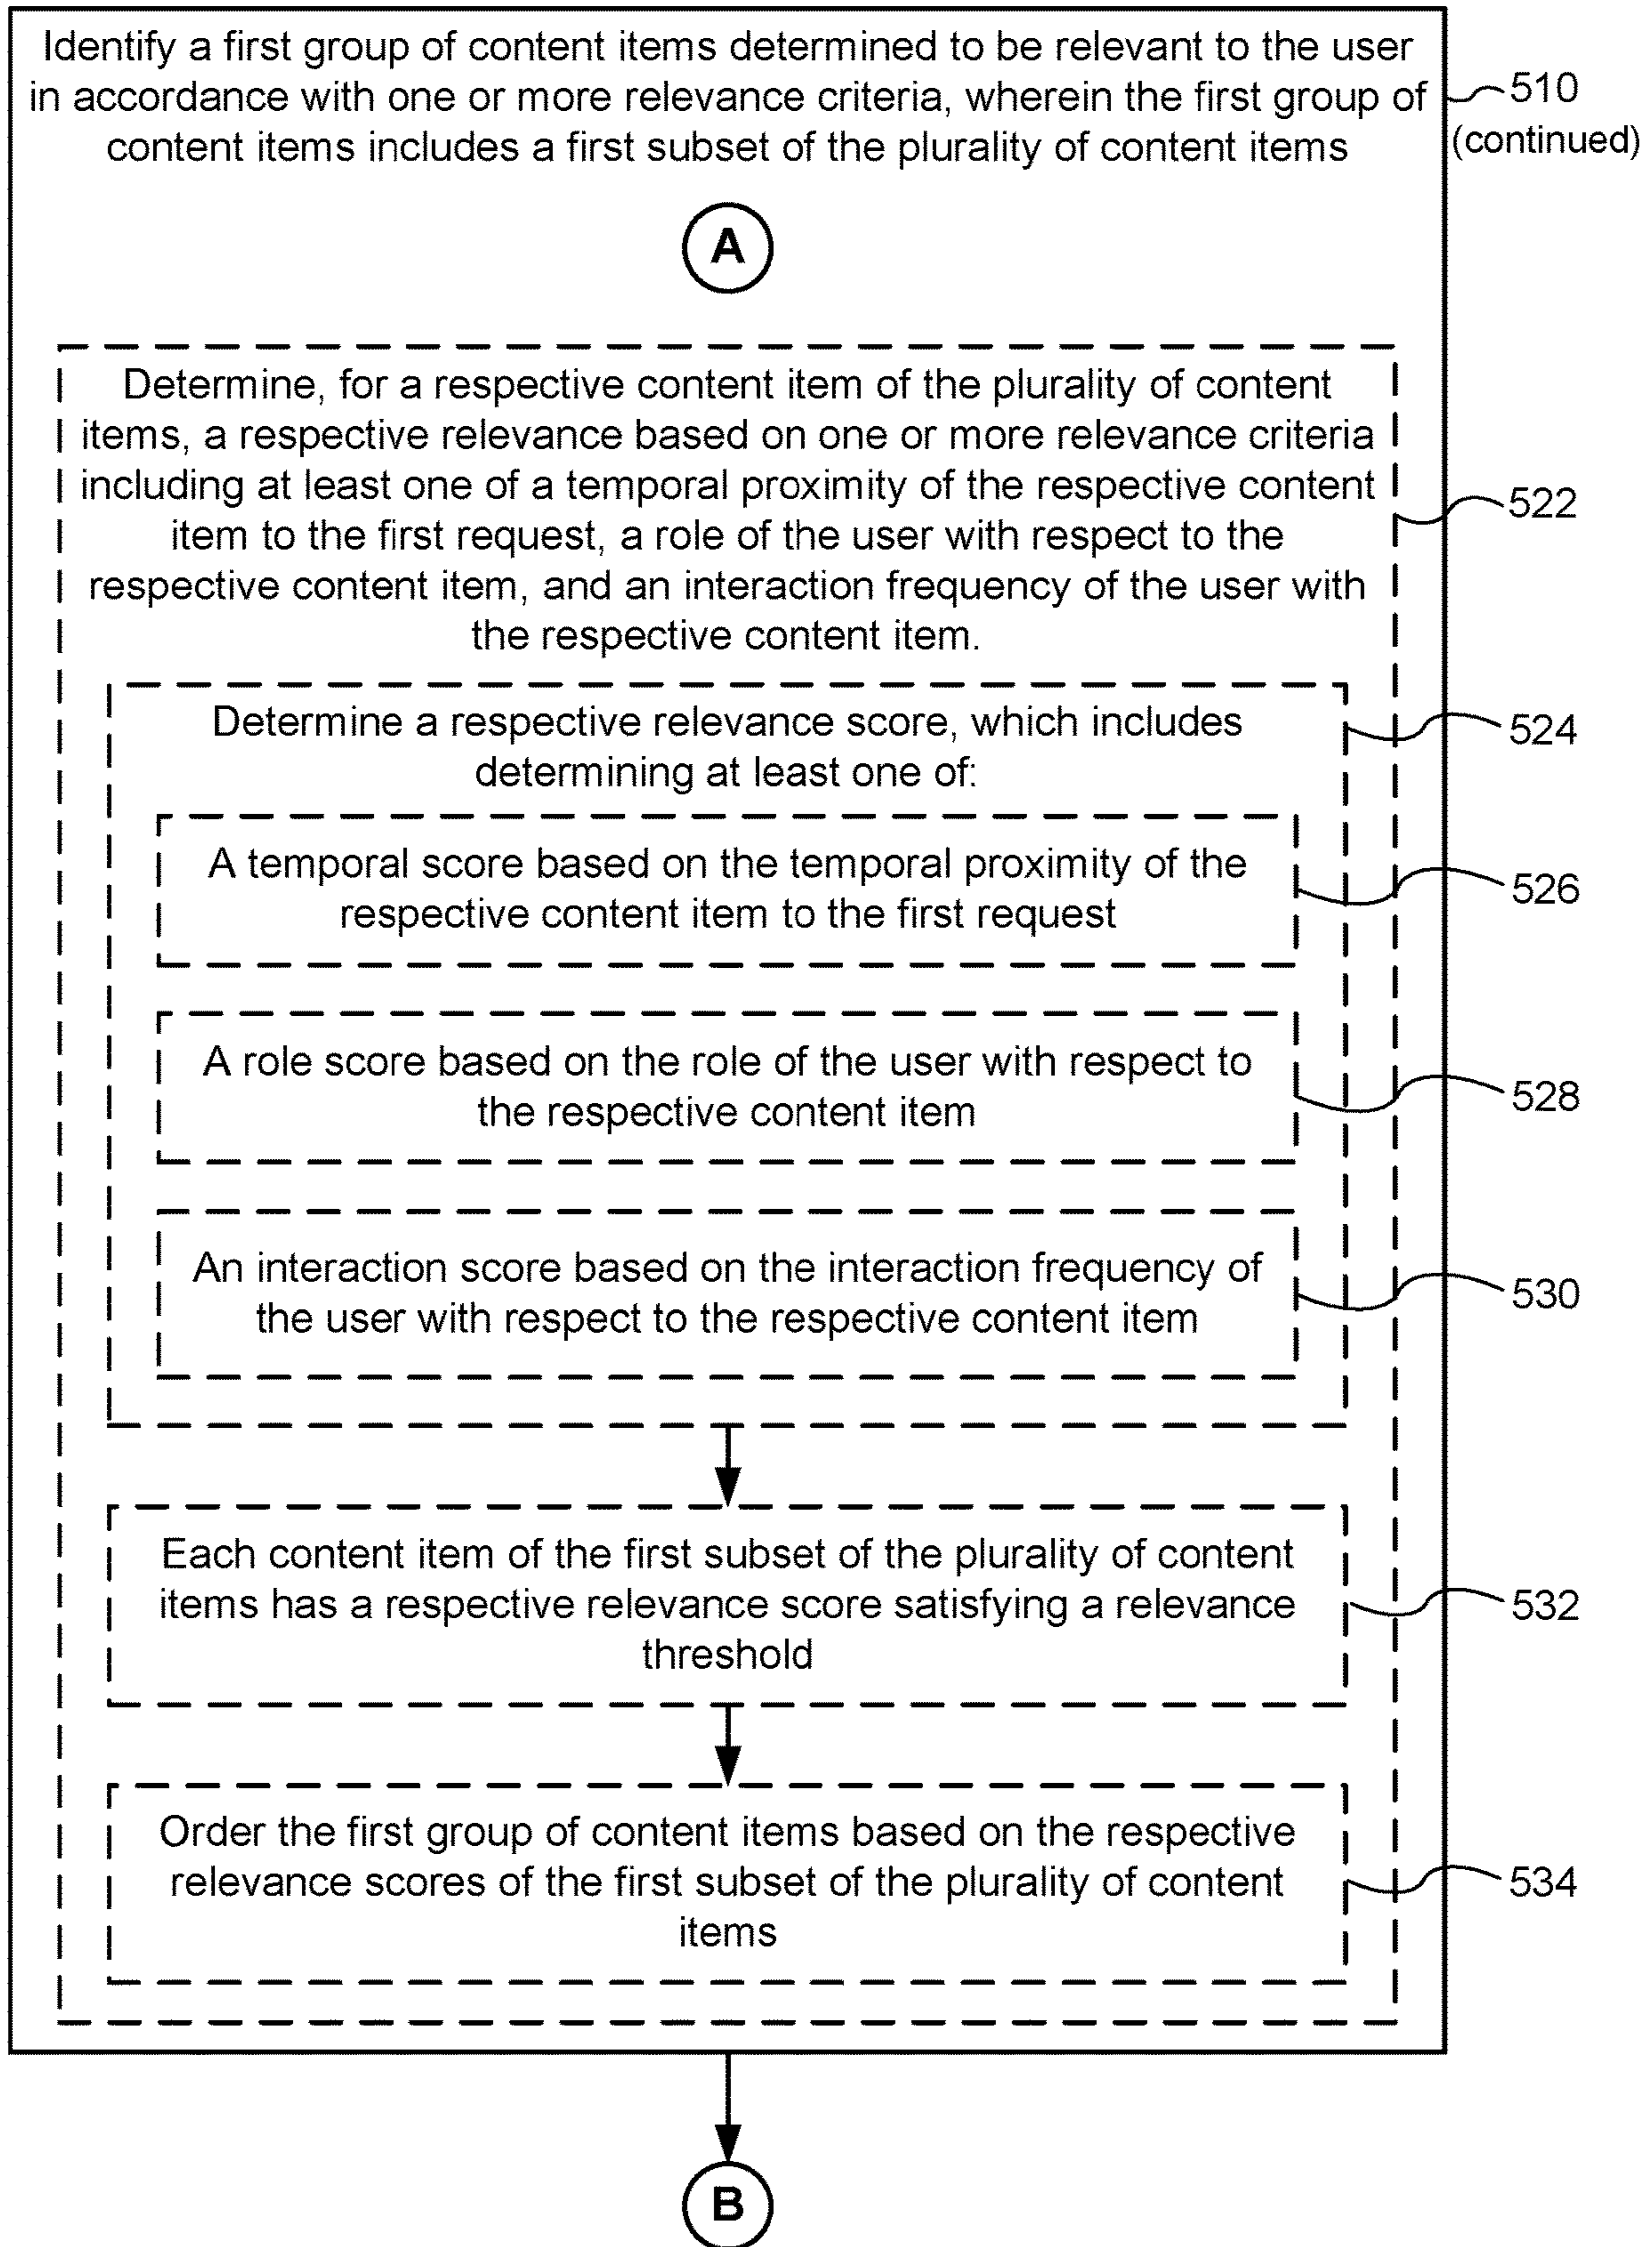 Identify a first group of content items determined to be relevant to the user
in accordance with one or more relevance criteria, wherein the first group of
content items includes a first subset of the plurality of content items
510
(continued)
A
Determine, for a respective content item of the plurality of content
items, a respective relevance based on one or more relevance criteria
including at least one of a temporal proximity of the respective content
item to the first request, a role of the user with respect to the
respective content item, and an interaction frequency of the user with
the respective content item.
522
Determine a respective relevance score, which includes
determining at least one of:
524
A temporal score based on the temporal proximity of the
respective content item to the first request
526
A role score based on the role of the user with respect to
the respective content item
528
An interaction score based on the interaction frequency of
the user with respect to the respective content item
530
Each content item of the first subset of the plurality of content
items has a respective relevance score satisfying a relevance
threshold
532
Order the first group of content items based on the respective
relevance scores of the first subset of the plurality of content
items
534
B